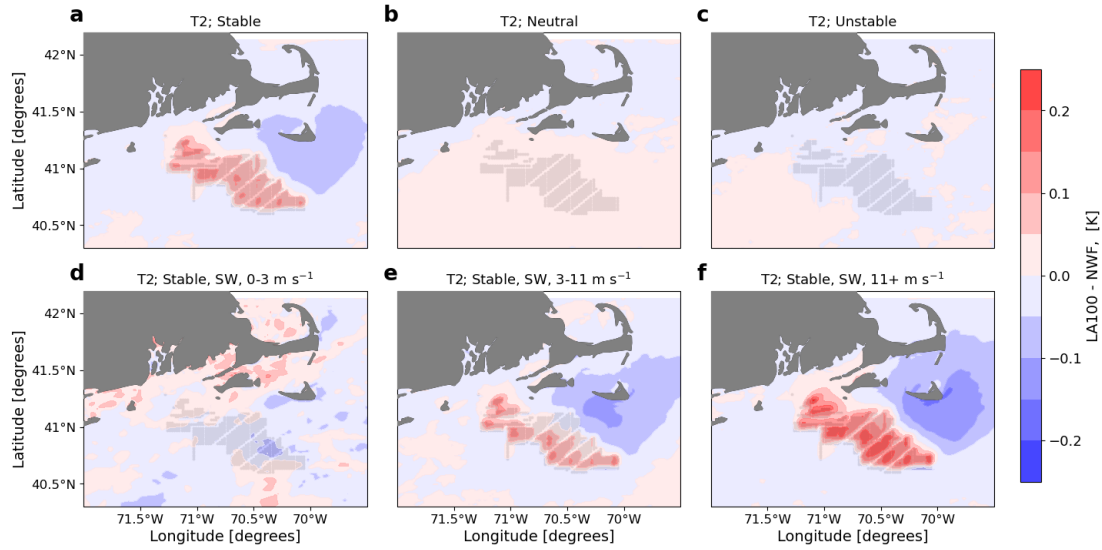 a T2; Stable
b T2; Neutral
c T2; Unstable
42°N
41.5°N
41°N
40.5°N
Latitude [degrees]
d T2; Stable, SW, 0-3 m s⁻¹
e T2; Stable, SW, 3-11 m s⁻¹
f T2; Stable, SW, 11+ m s⁻¹
42°N
41.5°N
41°N
40.5°N
Latitude [degrees]
71.5°W 71°W 70.5°W 70°W
71.5°W 71°W 70.5°W 70°W
71.5°W 71°W 70.5°W 70°W
Longitude [degrees]
Longitude [degrees]
Longitude [degrees]
0.2
0.1
0.0
−0.1
−0.2
LA100 - NWF, [K]